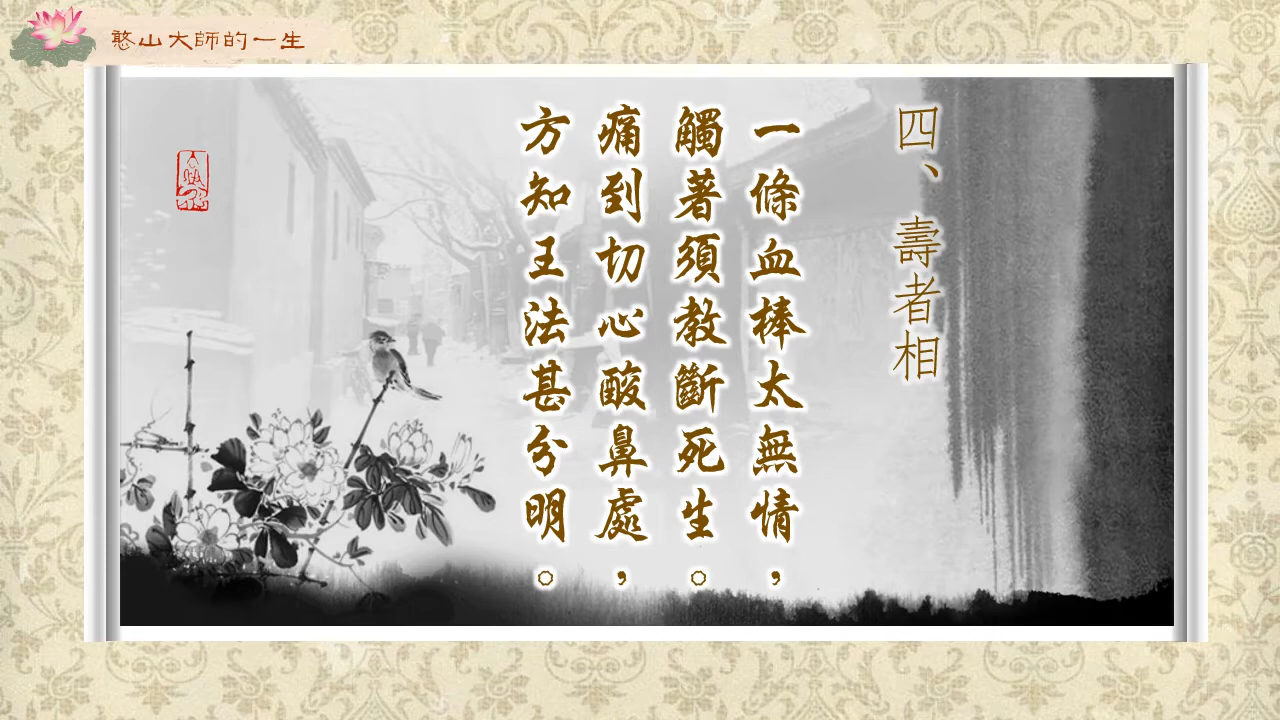 憨山大師的一生
四、壽者相
一條血棒太無情，
觸著須教斷死生。
痛到切心酸鼻處，
方知王法甚分明。